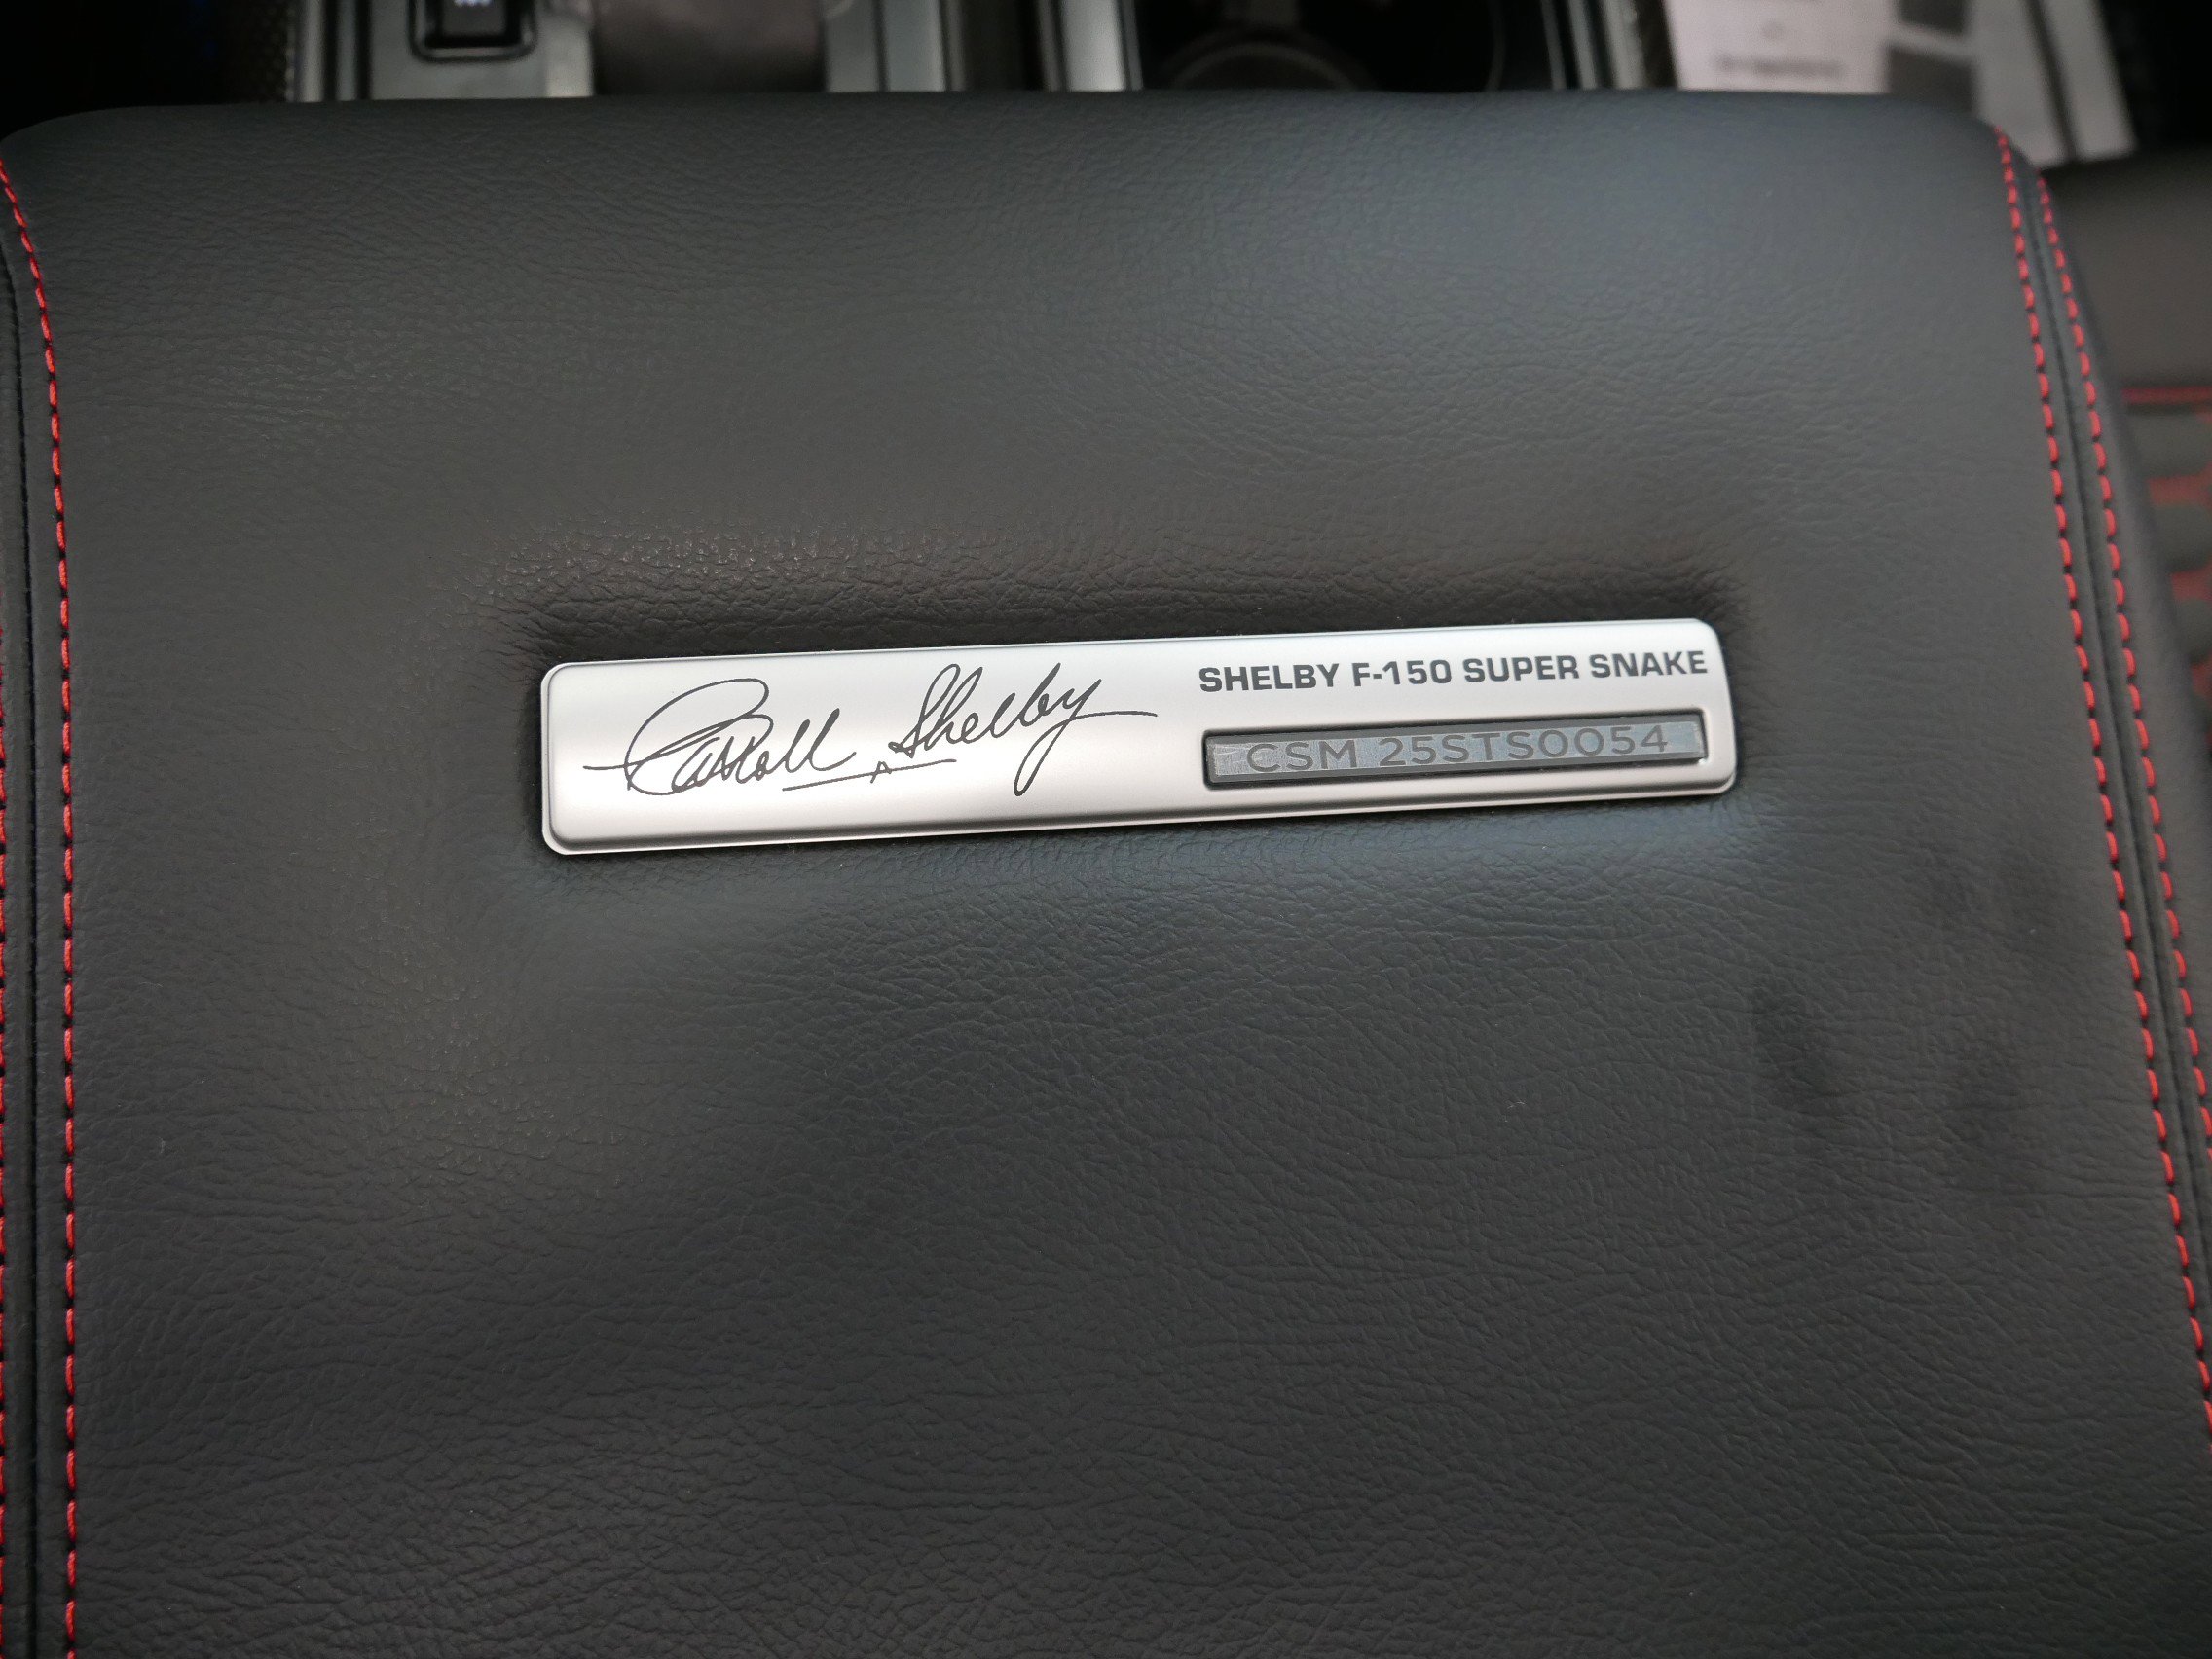 Carroll Shelby
SHELBY F-150 SUPER SNAKE
CSM 25STS0054